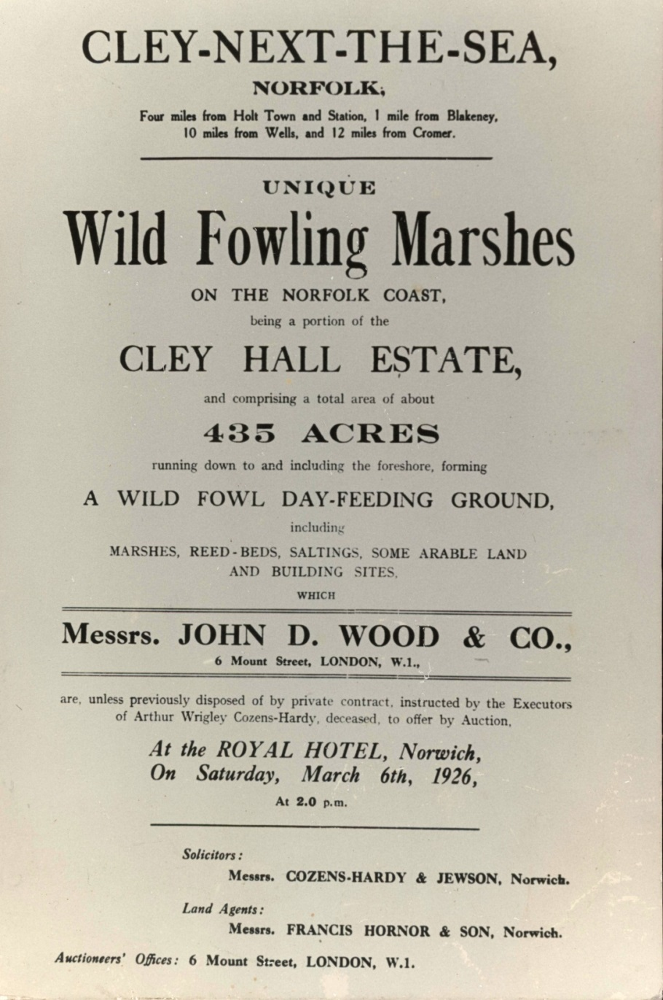 CLEY-NEXT-THE-SEA,
NORFOLK,
Four miles from Holt Town and Station, 1 mile from Blakeney,
10 miles from Wells, and 12 miles from Cromer.
UNIQUE
Wild Fowling Marshes
ON THE NORFOLK COAST,
being a portion of the
CLEY HALL ESTATE,
and comprising a total area of about
435 ACRES
running down to and including the foreshore, forming
A WILD FOWL DAY-FEEDING GROUND,
including
MARSHES, REED-BEDS, SALTINGS, SOME ARABLE LAND
AND BUILDING SITES,
WHICH
Messrs. JOHN D. WOOD & CO.,
6 Mount Street, LONDON, W.1.,
are, unless previously disposed of by private contract, instructed by the Executors
of Arthur Wrigley Cozens-Hardy, deceased, to offer by Auction,
At the ROYAL HOTEL, Norwich,
On Saturday, March 6th, 1926,
At 2.0 p.m.
Solicitors:
Messrs. COZENS-HARDY & JEWSON, Norwich.
Land Agents:
Messrs. FRANCIS HORNOR & SON, Norwich.
Auctioneers' Offices: 6 Mount Street, LONDON, W.1.